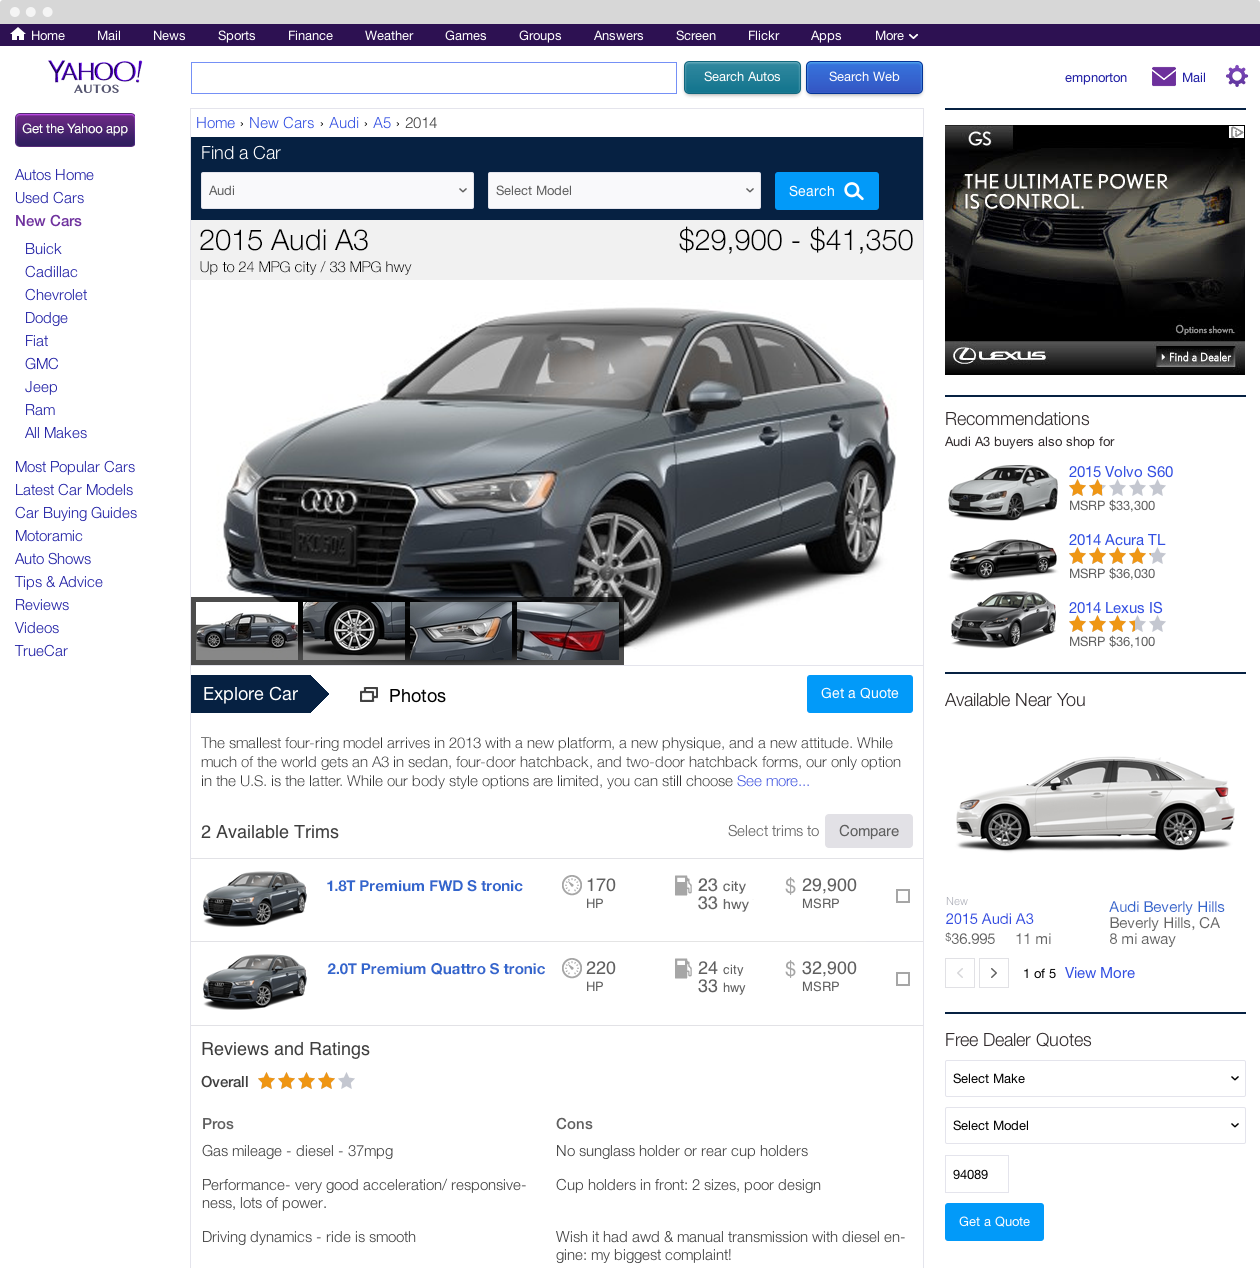 Home Mail News Sports Finance Weather Games Groups Answers Screen Flickr Apps More
YAHOO!
AUTOS
Search Autos
Search Web
empnorton
Mail
Get the Yahoo app
Autos Home
Used Cars
New Cars
Buick
Cadillac
Chevrolet
Dodge
Fiat
GMC
Jeep
Ram
All Makes
Most Popular Cars
Latest Car Models
Car Buying Guides
Motoramic
Auto Shows
Tips & Advice
Reviews
Videos
TrueCar
Home › New Cars › Audi › A5 › 2014
Find a Car
Audi
Select Model
Search
2015 Audi A3
$29,900 - $41,350
Up to 24 MPG city / 33 MPG hwy
Explore Car
Photos
Get a Quote
The smallest four-ring model arrives in 2013 with a new platform, a new physique, and a new attitude. While
much of the world gets an A3 in sedan, four-door hatchback, and two-door hatchback forms, our only option
in the U.S. is the latter. While our body style options are limited, you can still choose See more...
2 Available Trims
Select trims to
Compare
1.8T Premium FWD S tronic
170
HP
23 city
33 hwy
$ 29,900
MSRP
2.0T Premium Quattro S tronic
220
HP
24 city
33 hwy
$ 32,900
MSRP
Reviews and Ratings
Overall
Pros
Gas mileage - diesel - 37mpg
Performance- very good acceleration/ responsive-
ness, lots of power.
Driving dynamics - ride is smooth
Cons
No sunglass holder or rear cup holders
Cup holders in front: 2 sizes, poor design
Wish it had awd & manual transmission with diesel en-
gine: my biggest complaint!
GS
THE ULTIMATE POWER
IS CONTROL.
Options shown.
LEXUS
Find a Dealer
Recommendations
Audi A3 buyers also shop for
2015 Volvo S60
MSRP $33,300
2014 Acura TL
MSRP $36,030
2014 Lexus IS
MSRP $36,100
Available Near You
New
2015 Audi A3
$36.995 11 mi
Audi Beverly Hills
Beverly Hills, CA
8 mi away
1 of 5 View More
Free Dealer Quotes
Select Make
Select Model
94089
Get a Quote